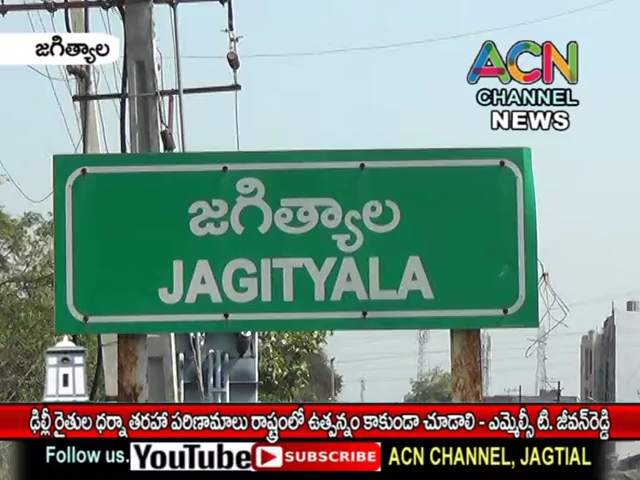 జగిత్యాల
ACN
CHANNEL
NEWS
జగిత్యాల
JAGITYALA
ఢిల్లీ రైతుల ధర్నా తరహా పరిణామాలు రాష్ట్రంలో ఉత్పన్నం కాకుండా చూడాలి - ఎమ్మెల్సీ టి. జీవన్‌రెడ్డి
Follow us. YouTube SUBSCRIBE ACN CHANNEL, JAGTIAL